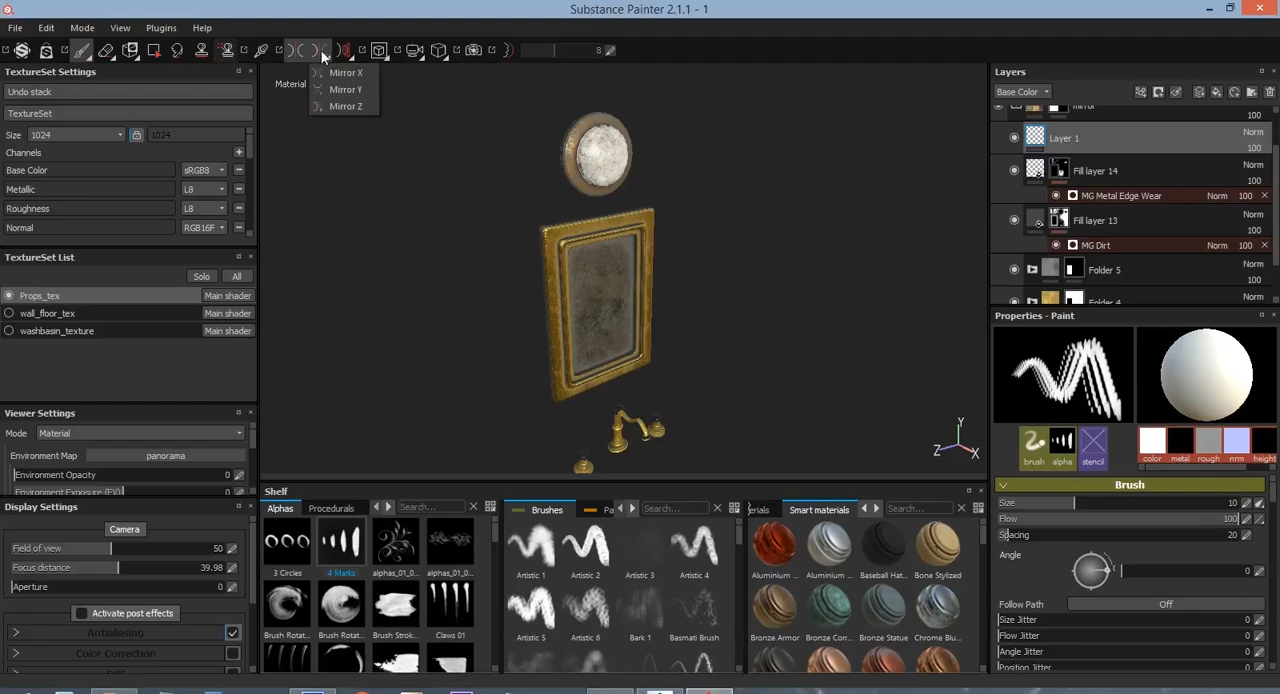 Substance Painter 2.1.1 - 1
File Edit Mode View Plugins Help
8
TextureSet Settings
Undo stack
TextureSet
Size 1024 1024
Channels
Base Color sRGB8
Metallic L8
Roughness L8
Normal RGB16F
TextureSet List
Solo All
Props_tex Main shader
wall_floor_tex Main shader
washbasin_texture Main shader
Viewer Settings
Mode Material
Environment Map panorama
Environment Opacity 0
Environment Exposure (EV) 0
Display Settings
Camera
Field of view 50
Focus distance 39.98
Aperture 0
Activate post effects
Antialiasing
Color Correction
Material
Mirror X
Mirror Y
Mirror Z
Y
Z X
Shelf
Alphas Procedurals Search...
3 Circles 4 Marks alphas_01_0... alphas_01_0...
Brush Rotat... Brush Rotat... Brush Strok... Claws 01
Brushes Pa Search...
Artistic 1 Artistic 2 Artistic 3 Artistic 4
Artistic 5 Artistic 6 Bark 1 Basmati Brush
erials Smart materials Search...
Aluminium ... Aluminium ... Baseball Hat... Bone Stylized
Bronze Armor Bronze Corr... Bronze Statue Chrome Blu...
Layers
Base Color
mirror 100
Layer 1 Norm 100
Fill layer 14 Norm 100
MG Metal Edge Wear Norm 100
Fill layer 13 Norm 100
MG Dirt Norm 100
Folder 5 Norm 100
Folder 4 Norm
Properties - Paint
brush alpha stencil color metal rough nrm height
Brush
Size 10
Flow 100
Spacing 20
Angle 0
Follow Path Off
Size Jitter 0
Flow Jitter 0
Angle Jitter 0
Position Jitter 0